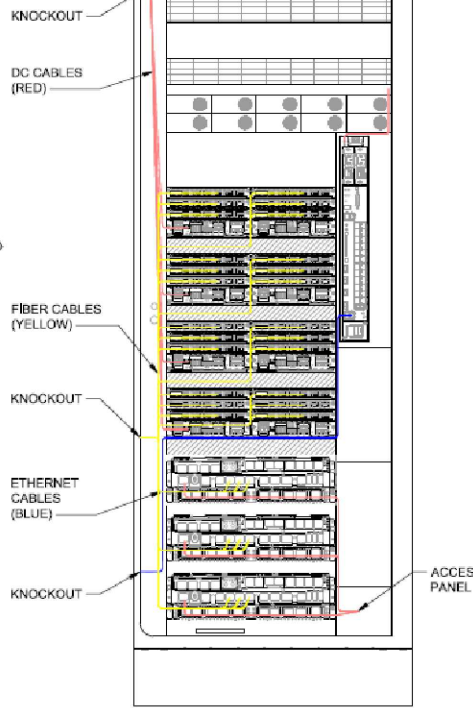 KNOCKOUT
DC CABLES
(RED)
FIBER CABLES
(YELLOW)
KNOCKOUT
ETHERNET
CABLES
(BLUE)
KNOCKOUT
ACCES
PANEL